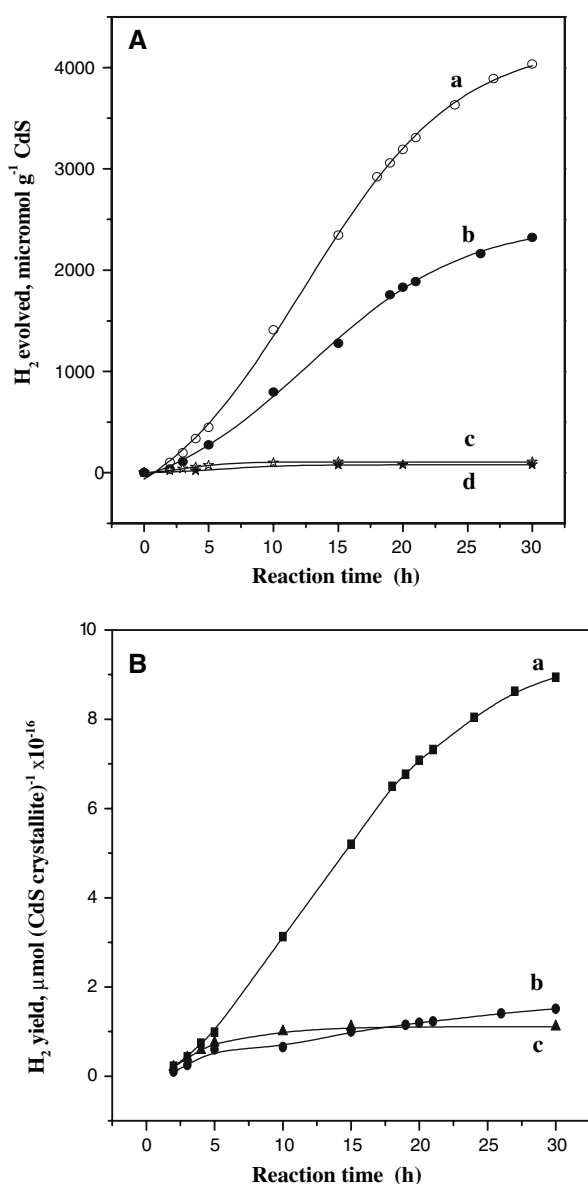 A
4000
3000
2000
1000
0
H₂ evolved, micromol g⁻¹ CdS
a
b
c
d
0 5 10 15 20 25 30
Reaction time (h)
B
10
8
6
4
2
0
H₂ yield, μmol (CdS crystallite)⁻¹ x10⁻¹⁶
a
b
c
0 5 10 15 20 25 30
Reaction time (h)